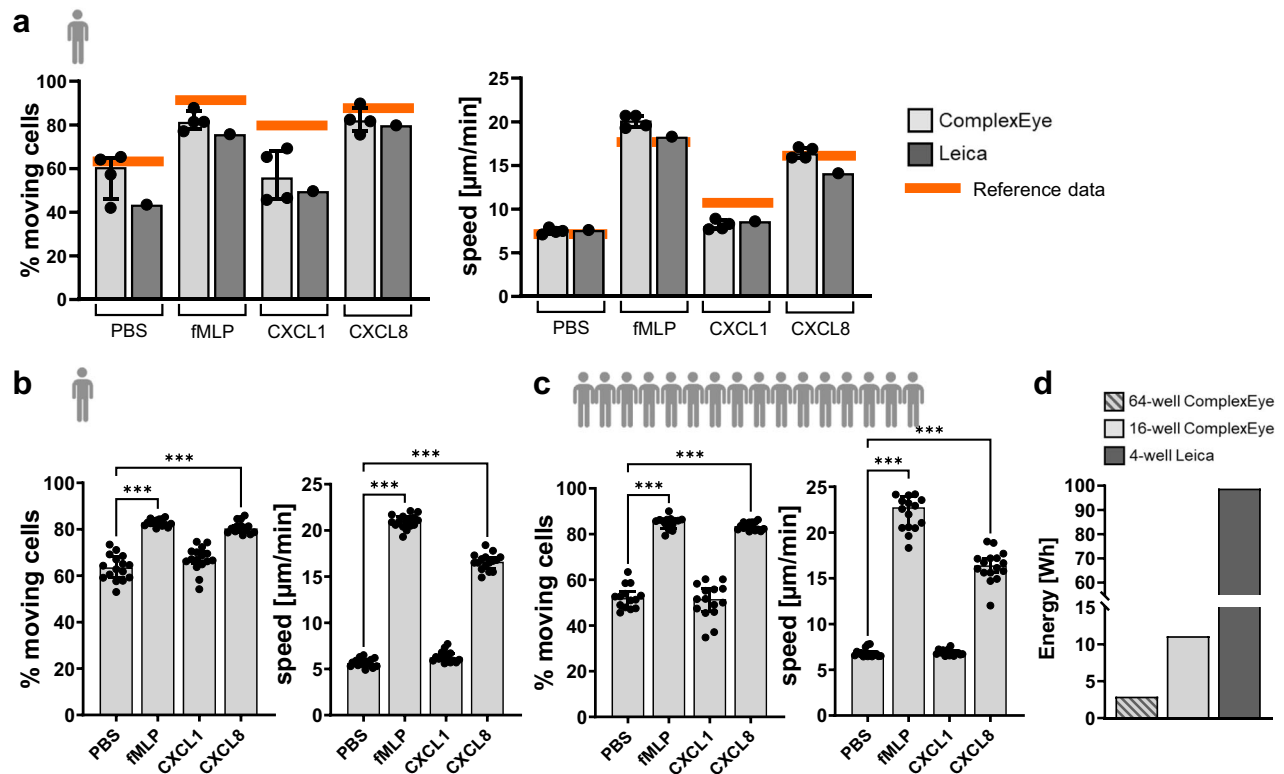 a
% moving cells
100
80
60
40
20
0
PBS
fMLP
CXCL1
CXCL8
speed [µm/min]
25
20
15
10
5
0
PBS
fMLP
CXCL1
CXCL8
ComplexEye
Leica
Reference data
b
% moving cells
100
80
60
40
20
0
***
***
PBS
fMLP
CXCL1
CXCL8
speed [µm/min]
25
20
15
10
5
0
***
***
PBS
fMLP
CXCL1
CXCL8
c
% moving cells
100
80
60
40
20
0
***
***
PBS
fMLP
CXCL1
CXCL8
speed [µm/min]
25
20
15
10
5
0
***
***
PBS
fMLP
CXCL1
CXCL8
d
64-well ComplexEye
16-well ComplexEye
4-well Leica
Energy [Wh]
100
90
80
70
60
15
10
5
0